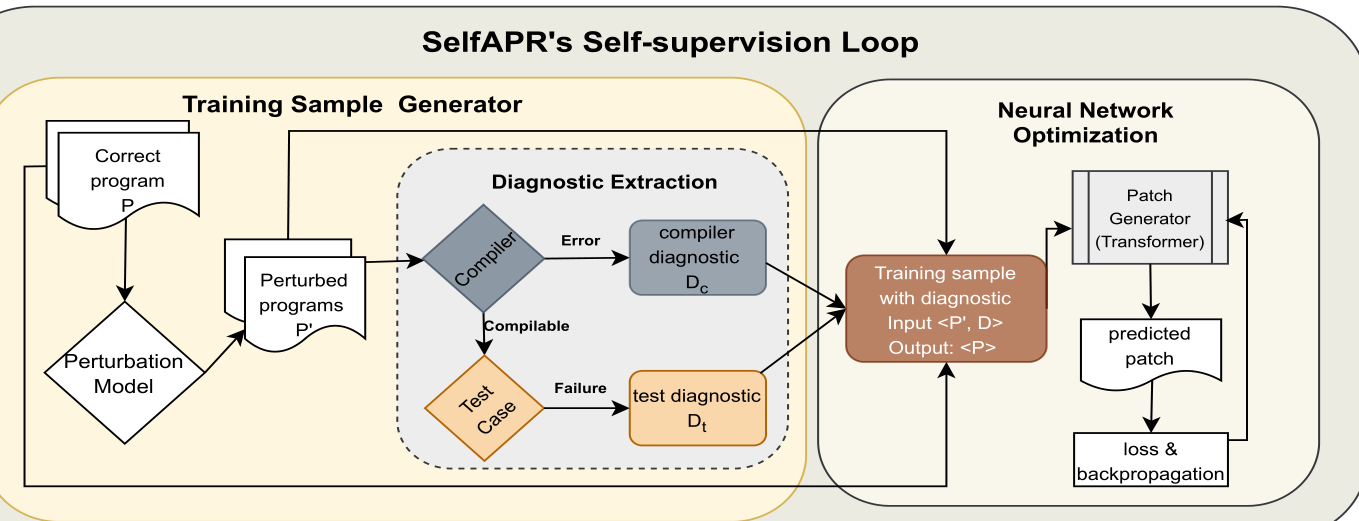 SelfAPR's Self-supervision Loop
Training Sample Generator
Correct
program
P
Perturbation
Model
Perturbed
programs
P'
Diagnostic Extraction
Compiler
Error
compiler
diagnostic
Dc
Compilable
Test
Case
Failure
test diagnostic
Dt
Training sample
with diagnostic
Input <P', D>
Output: <P>
Neural Network
Optimization
Patch
Generator
(Transformer)
predicted
patch
loss &
backpropagation